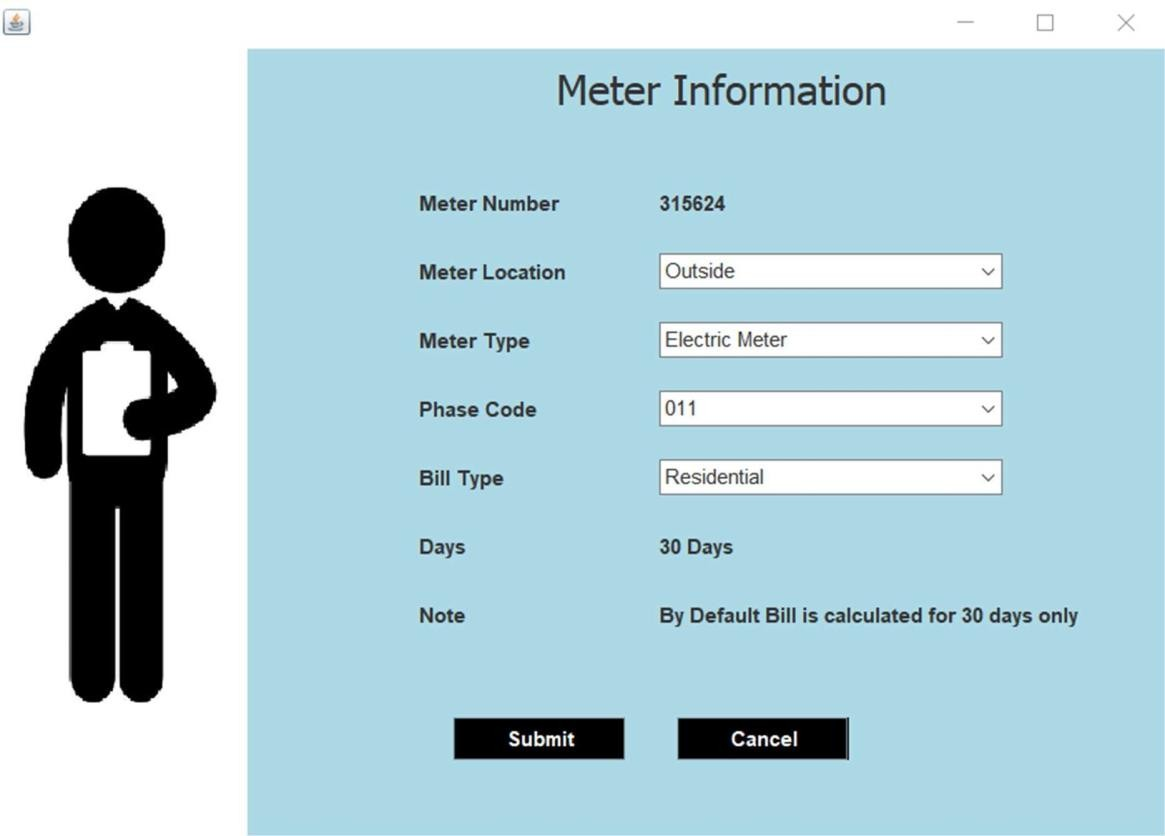 Meter Information
Meter Number 315624
Meter Location Outside
Meter Type Electric Meter
Phase Code 011
Bill Type Residential
Days 30 Days
Note By Default Bill is calculated for 30 days only
Submit Cancel